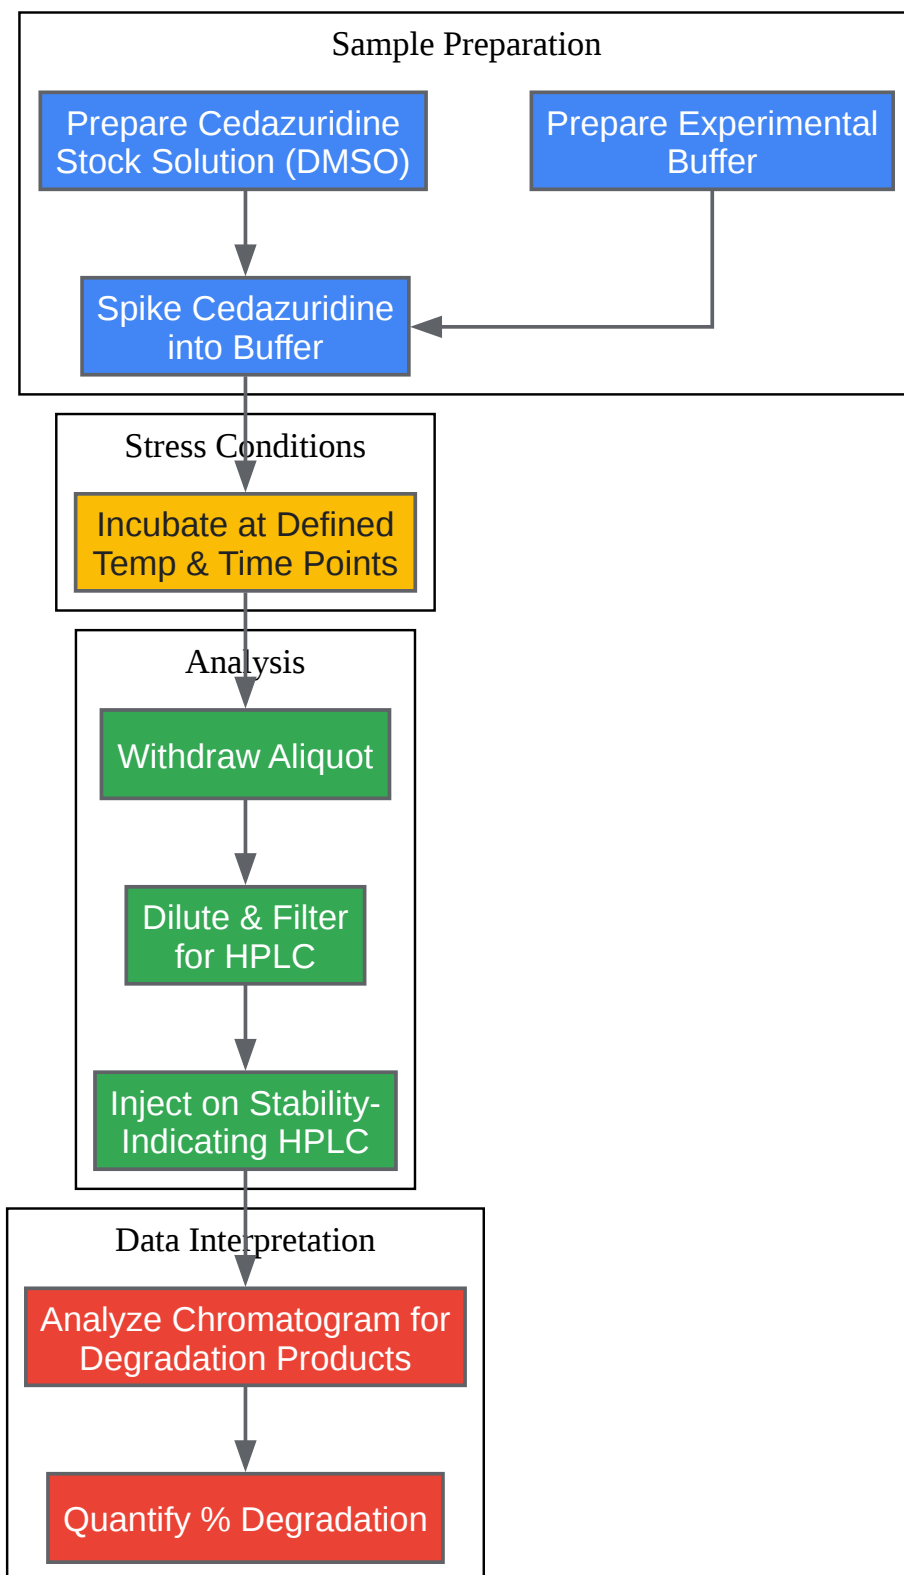 Sample Preparation
Prepare Cedazuridine
Stock Solution (DMSO)
Prepare Experimental
Buffer
Spike Cedazuridine
into Buffer
Stress Conditions
Incubate at Defined
Temp & Time Points
Analysis
Withdraw Aliquot
Dilute & Filter
for HPLC
Inject on Stability-
Indicating HPLC
Data Interpretation
Analyze Chromatogram for
Degradation Products
Quantify % Degradation